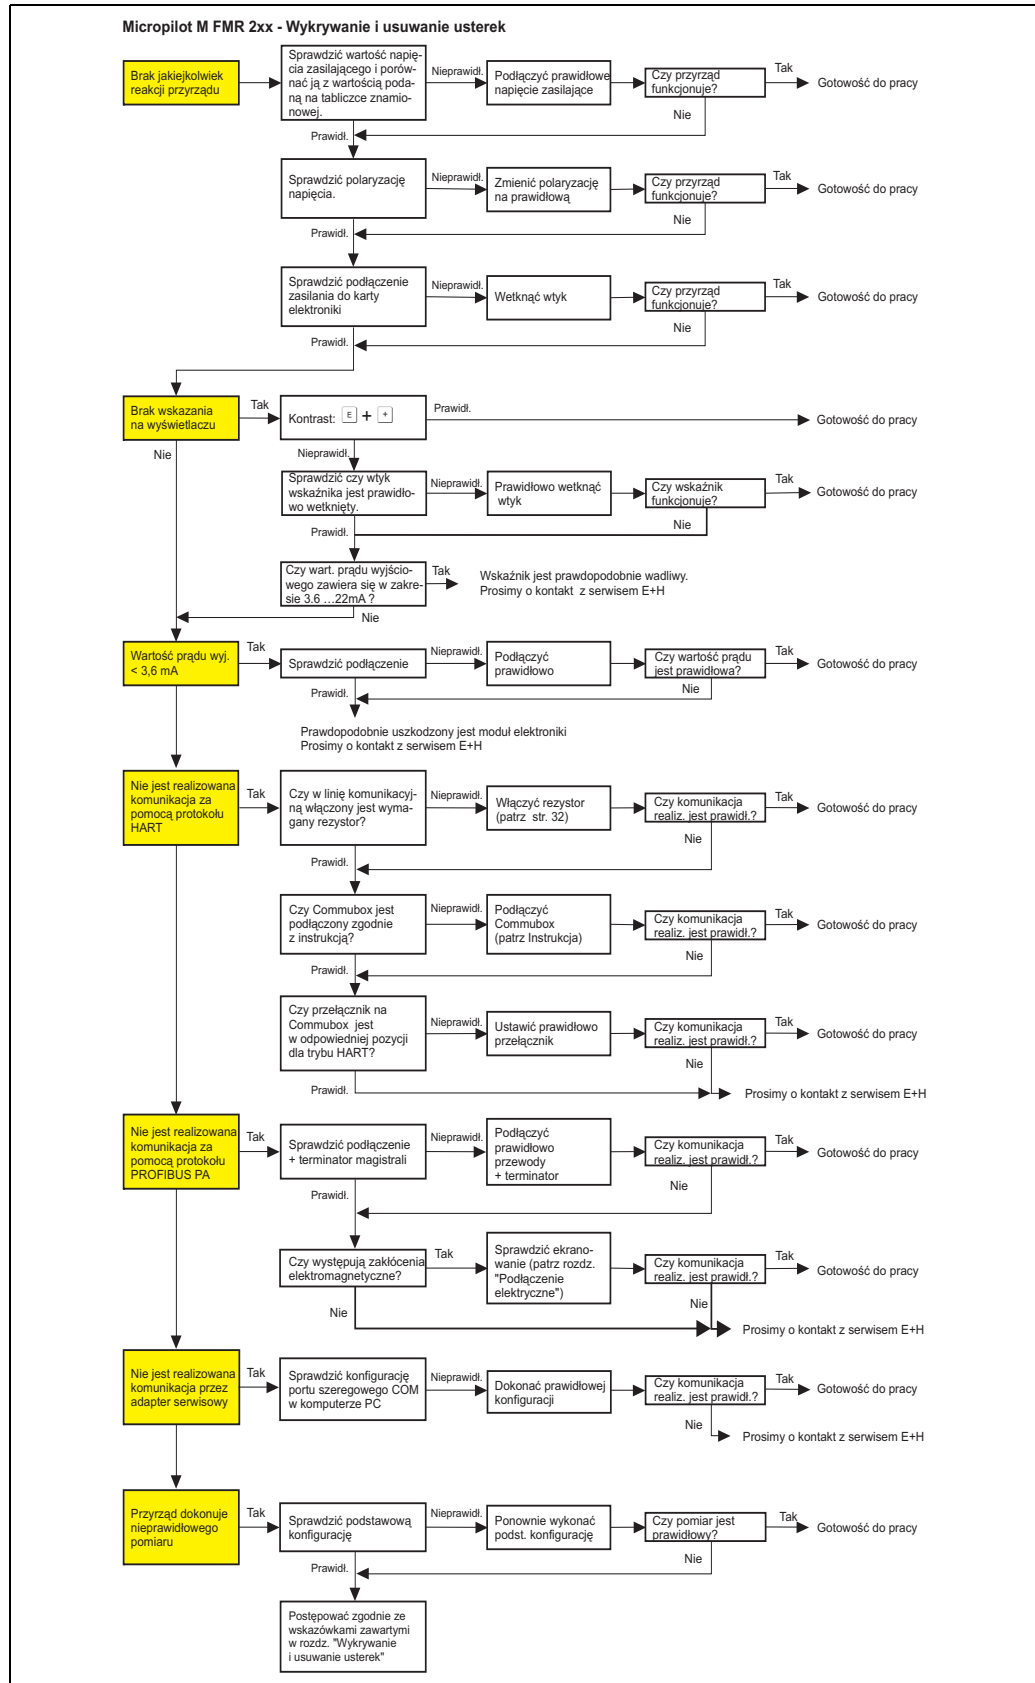 Micropilot M FMR 2xx - Wykrywanie i usuwanie usterek
Brak jakiejkolwiek
reakcji przyrządu
Sprawdzić wartość napię-
cia zasilającego i porów-
nać ją z wartością poda-
ną na tabliczce znamio-
nowej.
Nieprawidł.
Podłączyć prawidłowe
napięcie zasilające
Czy przyrząd
funkcjonuje?
Tak
Gotowość do pracy
Nie
Prawidł.
Sprawdzić polaryzację
napięcia.
Nieprawidł.
Zmienić polaryzację
na prawidłową
Czy przyrząd
funkcjonuje?
Tak
Gotowość do pracy
Nie
Prawidł.
Sprawdzić podłączenie
zasilania do karty
elektroniki
Nieprawidł.
Wetknąć wtyk
Czy przyrząd
funkcjonuje?
Tak
Gotowość do pracy
Nie
Prawidł.
Brak wskazania
na wyświetlaczu
Tak
Kontrast: E + +
Prawidł.
Gotowość do pracy
Nie
Nieprawidł.
Sprawdzić czy wtyk
wskaźnika jest prawidło-
wo wetknięty.
Nieprawidł.
Prawidłowo wetknąć
wtyk
Czy wskaźnik
funkcjonuje?
Tak
Gotowość do pracy
Nie
Prawidł.
Czy wart. prądu wyjścio-
wego zawiera się w zakre-
sie 3.6 ...22mA ?
Tak
Wskaźnik jest prawdopodobnie wadliwy.
Prosimy o kontakt z serwisem E+H
Nie
Wartość prądu wyj.
< 3,6 mA
Tak
Sprawdzić podłączenie
Nieprawidł.
Podłączyć
prawidłowo
Czy wartość prądu
jest prawidłowa?
Tak
Gotowość do pracy
Nie
Prawidł.
Prawdopodobnie uszkodzony jest moduł elektroniki
Prosimy o kontakt z serwisem E+H
Nie jest realizowana
komunikacja za
pomocą protokołu
HART
Tak
Czy w linię komunikacyj-
ną włączony jest wyma-
gany rezystor?
Nieprawidł.
Włączyć rezystor
(patrz str. 32)
Czy komunikacja
realiz. jest prawidł.?
Tak
Gotowość do pracy
Nie
Prawidł.
Czy Commubox jest
podłączony zgodnie
z instrukcją?
Nieprawidł.
Podłączyć
Commubox
(patrz Instrukcja)
Czy komunikacja
realiz. jest prawidł.?
Tak
Gotowość do pracy
Nie
Prawidł.
Czy przełącznik na
Commubox jest
w odpowiedniej pozycji
dla trybu HART?
Nieprawidł.
Ustawić prawidłowo
przełącznik
Czy komunikacja
realiz. jest prawidł.?
Tak
Gotowość do pracy
Nie
Prawidł.
Prosimy o kontakt z serwisem E+H
Nie jest realizowana
komunikacja za
pomocą protokołu
PROFIBUS PA
Tak
Sprawdzić podłączenie
+ terminator magistrali
Nieprawidł.
Podłączyć
prawidłowo
przewody
+ terminator
Czy komunikacja
realiz. jest prawidł.?
Tak
Gotowość do pracy
Nie
Prawidł.
Czy występują zakłócenia
elektromagnetyczne?
Tak
Sprawdzić ekrano-
wanie (patrz rozdz.
"Podłączenie
elektryczne")
Czy komunikacja
realiz. jest prawidł.?
Tak
Gotowość do pracy
Nie
Nie
Prosimy o kontakt z serwisem E+H
Nie jest realizowana
komunikacja przez
adapter serwisowy
Tak
Sprawdzić konfigurację
portu szeregowego COM
w komputerze PC
Nieprawidł.
Dokonać prawidłowej
konfiguracji
Czy komunikacja
realiz. jest prawidł.?
Tak
Gotowość do pracy
Nie
Prosimy o kontakt z serwisem E+H
Przyrząd dokonuje
nieprawidłowego
pomiaru
Tak
Sprawdzić podstawową
konfigurację
Nieprawidł.
Ponownie wykonać
podst. konfigurację
Czy pomiar jest
prawidłowy?
Tak
Gotowość do pracy
Nie
Prawidł.
Postępować zgodnie ze
wskazówkami zawartymi
w rozdz. "Wykrywanie
i usuwanie usterek"